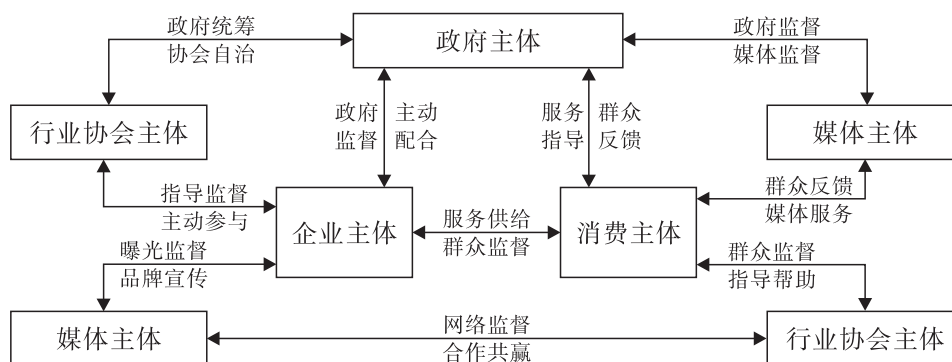 政府统筹
协会自治
政府主体
政府监督
媒体监督
行业协会主体
政府
监督
主动
配合
服务
指导
群众
反馈
媒体主体
指导监督
主动参与
企业主体
服务供给
群众监督
消费主体
群众反馈
媒体服务
曝光监督
品牌宣传
群众监督
指导帮助
媒体主体
网络监督
合作共赢
行业协会主体